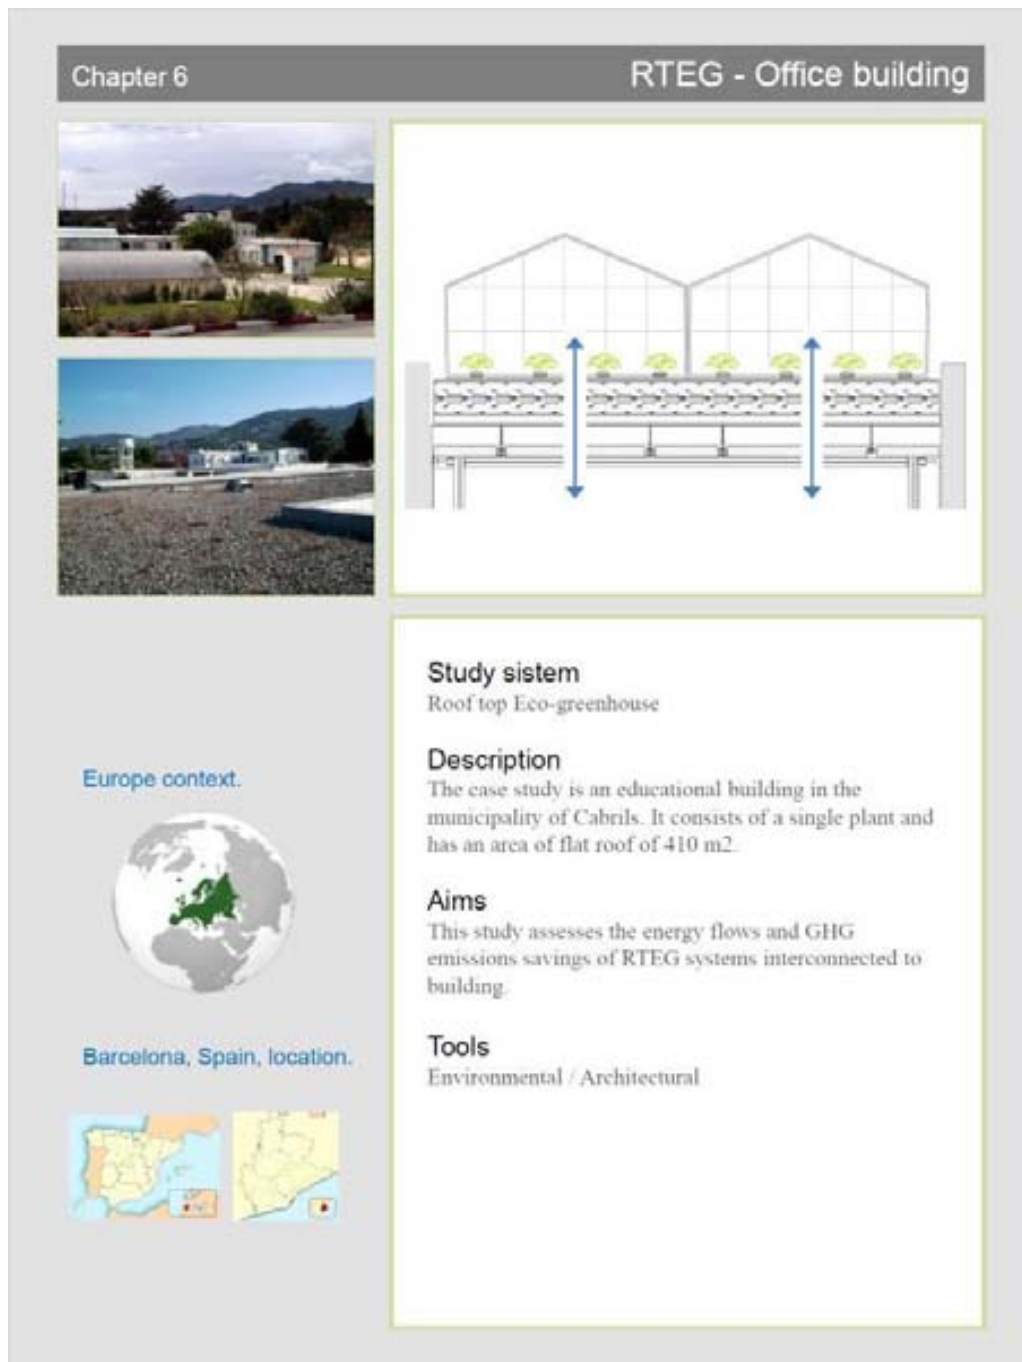 Chapter 6
RTEG - Office building
Study sistem
Roof top Eco-greenhouse
Description
The case study is an educational building in the
municipality of Cabrils. It consists of a single plant and
has an area of flat roof of 410 m2.
Aims
This study assesses the energy flows and GHG
emissions savings of RTEG systems interconnected to
building.
Tools
Environmental / Architectural
Europe context.
Barcelona, Spain, location.